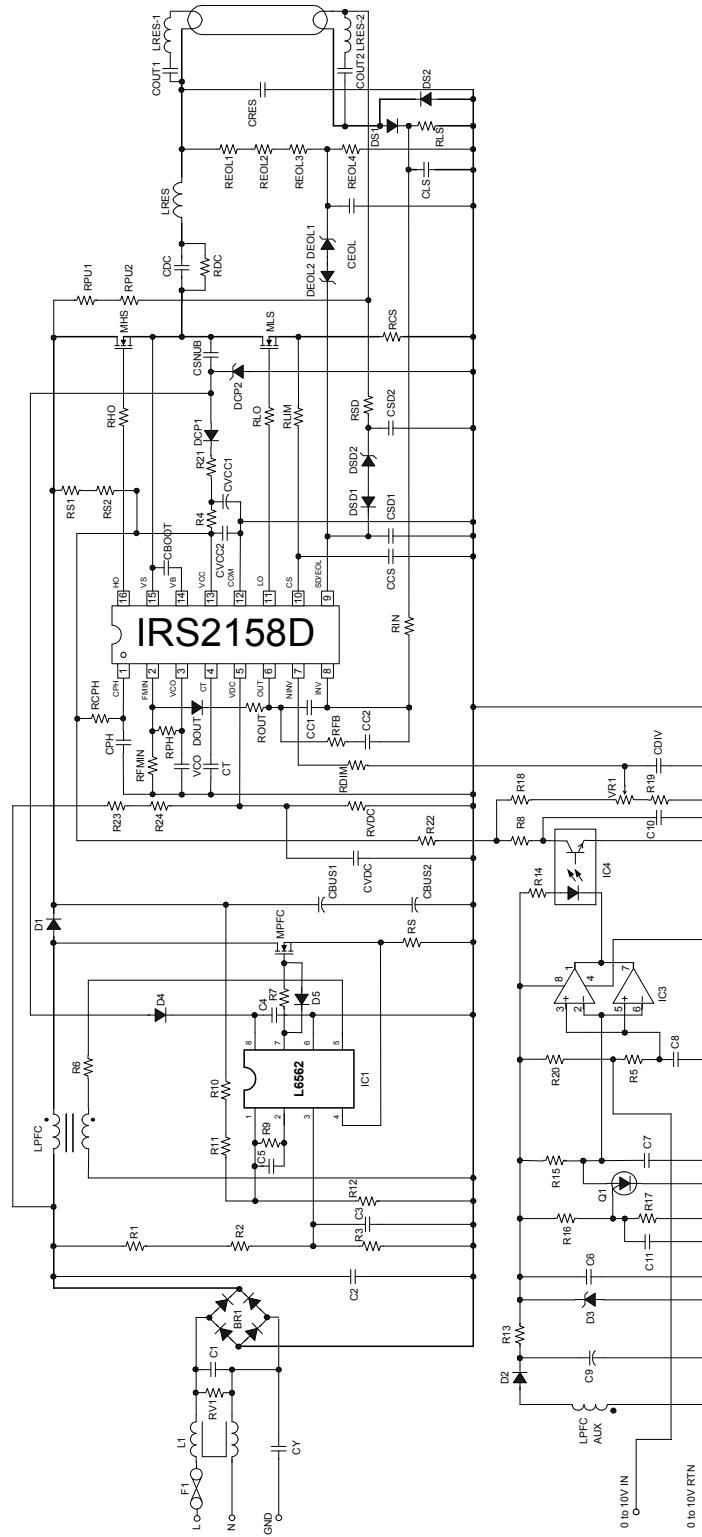 F1
L
N
GND
L1
RV1
C1
CY
BR1
C2
R1
R2
R3
C3
R12
LPFC
R6
D4
D1
R11
R10
C5
R9
1
2
3
4
L6562
IC1
8
7
6
5
C4
R7
D5
MPFC
RS
CBUS1
CBUS2
R23
R24
CVDC
RVDC
R22
RFMIN
RPH
VCO
CT
CPH
RCPH
DOUT
ROUT
CC1
RFB
CC2
RDIM
RIN
CPH
FMIN
VCO
CT
VDC
OUT
NINV
INV
1
2
3
4
5
6
7
8
IRS2158D
16
15
14
13
12
11
10
9
HO
VS
VB
VCC
COM
LO
CS
SD/EOL
CBOOT
RS1
RS2
R4
CVCC2
CVCC1
R21
DCP1
RHO
RLO
RLIM
CCS
CSD1
DSD1
DSD2
CSD2
RSD
DCP2
CSNUB
MHS
MLS
RCS
RPU1
RPU2
CDC
RDC
LRES
DEOL2
DEOL1
CEOL
REOL1
REOL2
REOL3
REOL4
CRES
CLS
RLS
DS1
DS2
COUT1
LRES-1
COUT2
LRES-2
0 to 10V IN
0 to 10V RTN
LPFC
AUX
D2
C9
R13
D3
C6
R16
C11
R17
Q1
R15
C7
R20
R5
C8
3
2
8
1
4
5
6
7
+
-
+
-
IC3
R14
IC4
R8
R18
C10
VR1
R19
CDIV